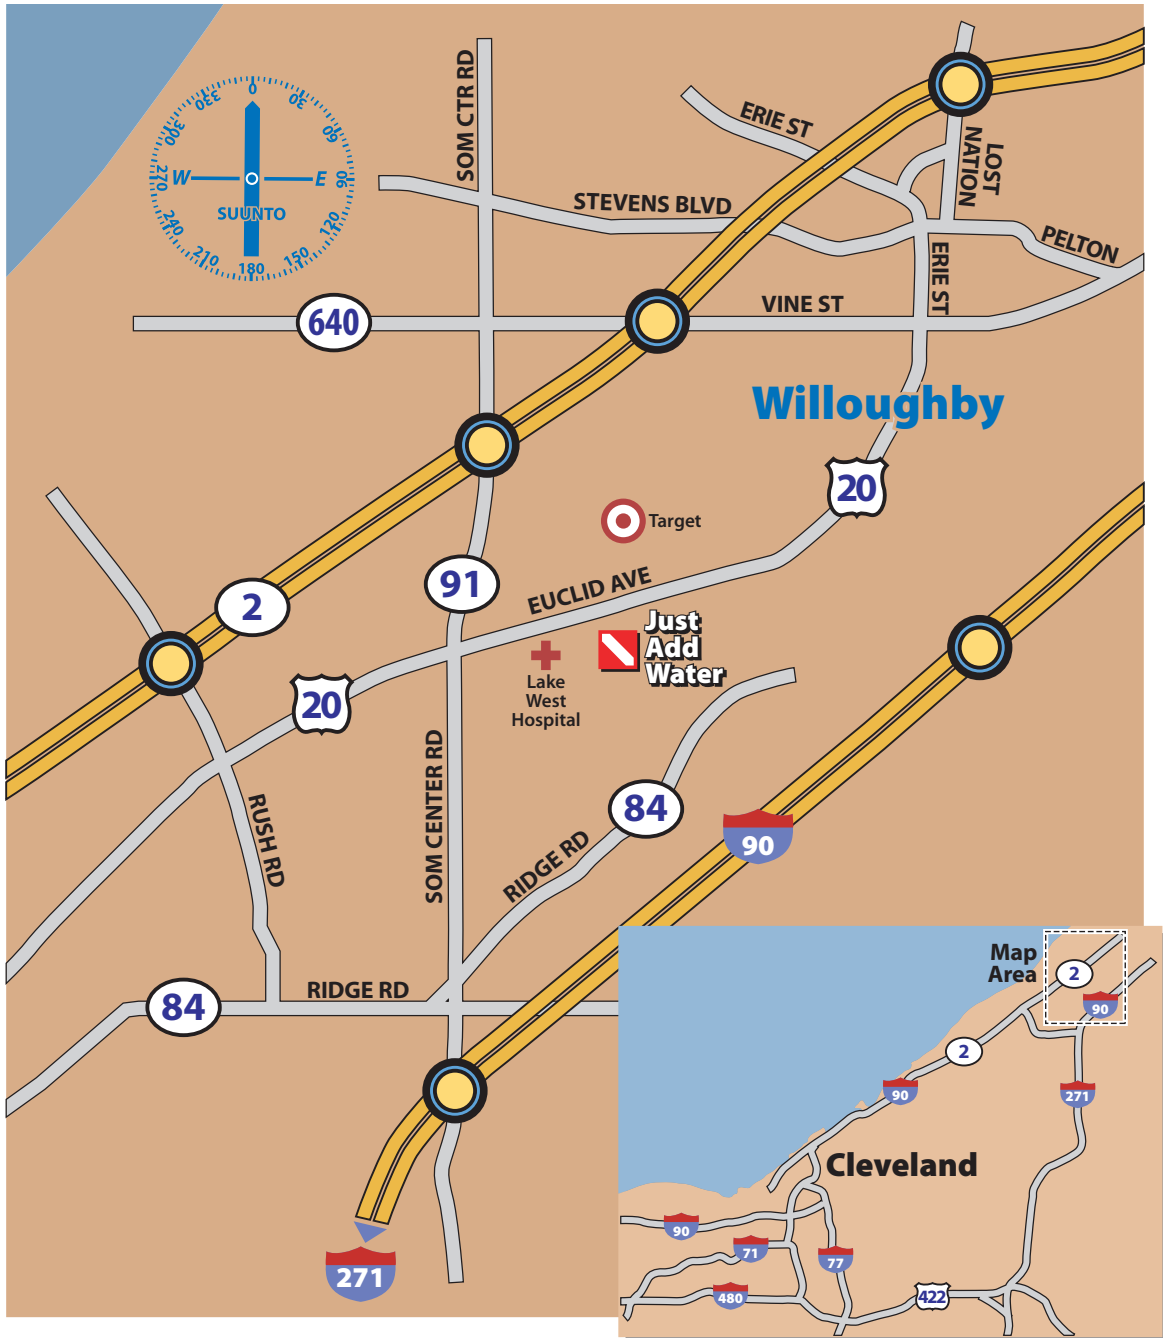 SOM CTR RD
ERIE ST
LOST
NATION
0
30
60
90
120
150
180
210
240
270
300
330
W
E
SUUNTO
STEVENS BLVD
PELTON
ERIE ST
640
VINE ST
Willoughby
20
Target
91
EUCLID AVE
2
Just
Add
Water
Lake
West
Hospital
20
SOM CENTER RD
RUSH RD
84
RIDGE RD
90
84
RIDGE RD
271
Map
Area
2
90
2
90
271
Cleveland
90
71
77
480
422